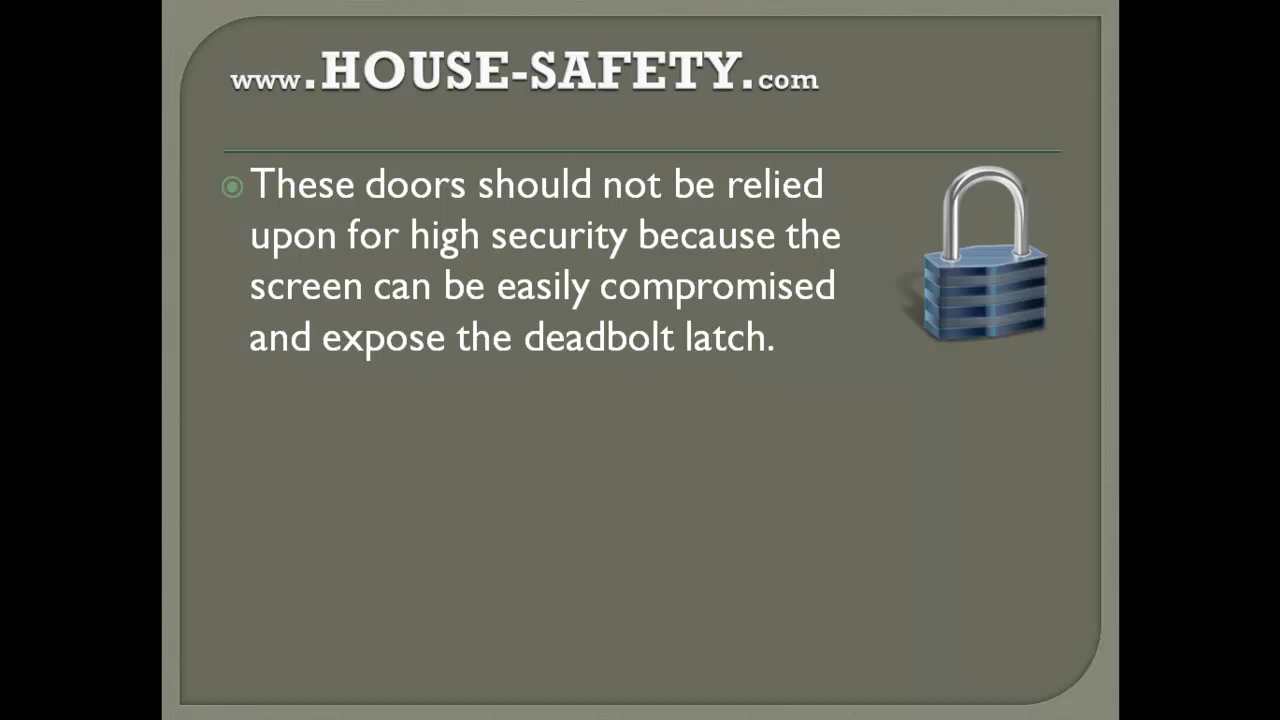 www.HOUSE-SAFETY.com
These doors should not be relied
upon for high security because the
screen can be easily compromised
and expose the deadbolt latch.